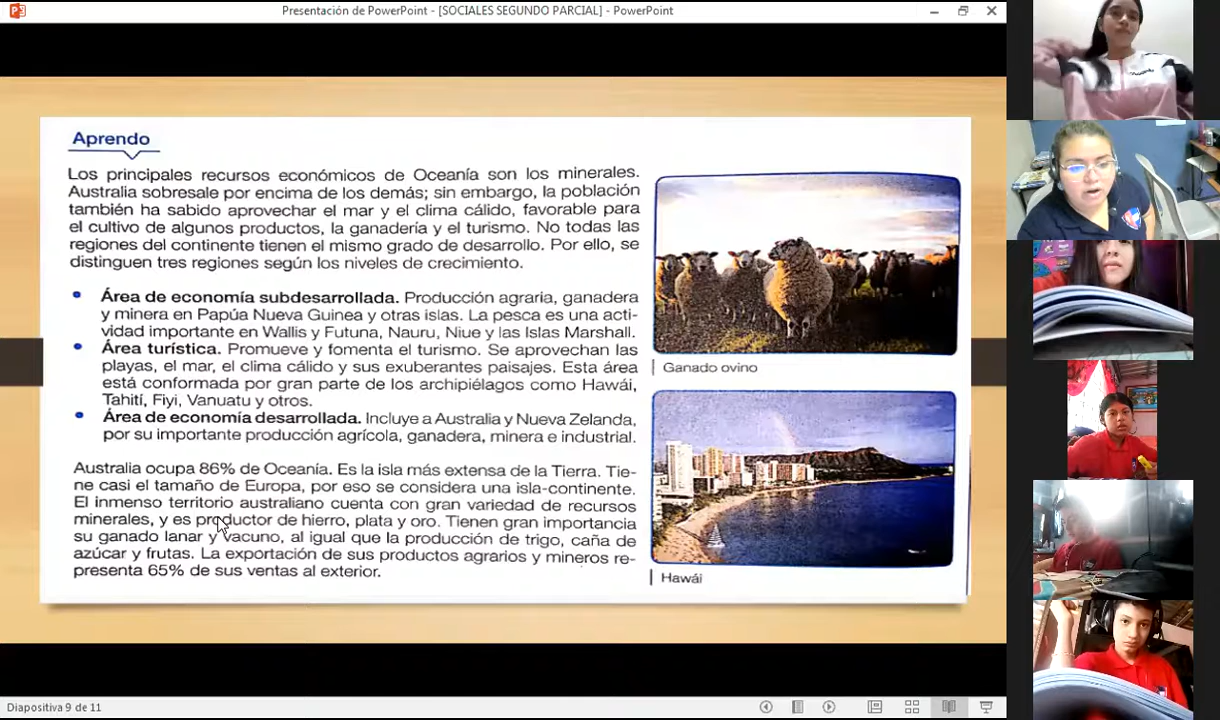 Presentación de PowerPoint - [SOCIALES SEGUNDO PARCIAL] - PowerPoint
Aprendo
Los principales recursos económicos de Oceanía son los minerales.
Australia sobresale por encima de los demás; sin embargo, la población
también ha sabido aprovechar el mar y el clima cálido, favorable para
el cultivo de algunos productos, la ganadería y el turismo. No todas las
regiones del continente tienen el mismo grado de desarrollo. Por ello, se
distinguen tres regiones según los niveles de crecimiento.
• Área de economía subdesarrollada. Producción agraria, ganadera
y minera en Papúa Nueva Guinea y otras islas. La pesca es una acti-
vidad importante en Wallis y Futuna, Nauru, Niue y las Islas Marshall.
• Área turística. Promueve y fomenta el turismo. Se aprovechan las
playas, el mar, el clima cálido y sus exuberantes paisajes. Esta área
está conformada por gran parte de los archipiélagos como Hawái,
Tahití, Fiyi, Vanuatu y otros.
• Área de economía desarrollada. Incluye a Australia y Nueva Zelanda,
por su importante producción agrícola, ganadera, minera e industrial.
Australia ocupa 86% de Oceanía. Es la isla más extensa de la Tierra. Tie-
ne casi el tamaño de Europa, por eso se considera una isla-continente.
El inmenso territorio australiano cuenta con gran variedad de recursos
minerales, y es productor de hierro, plata y oro. Tienen gran importancia
su ganado lanar y vacuno, al igual que la producción de trigo, caña de
azúcar y frutas. La exportación de sus productos agrarios y mineros re-
presenta 65% de sus ventas al exterior.
Ganado ovino
Hawái
Diapositiva 9 de 11